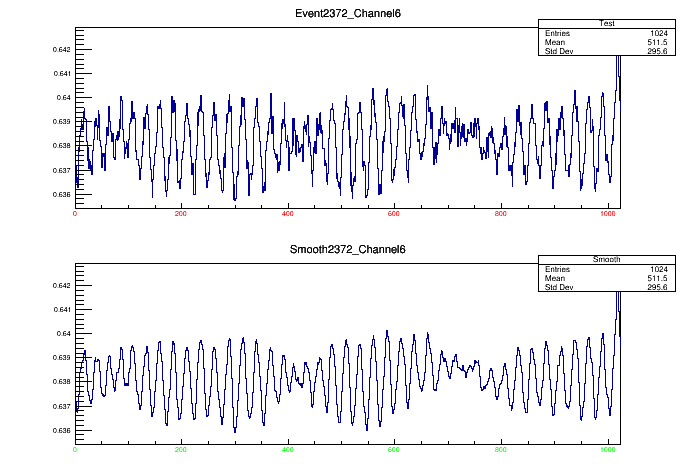 Event2372_Channel6
Test
Entries 1024
Mean 511.5
Std Dev 295.6
0.642
0.641
0.64
0.639
0.638
0.637
0.636
0 200 400 600 800 1000
Smooth2372_Channel6
Smooth
Entries 1024
Mean 511.5
Std Dev 295.6
0.642
0.641
0.64
0.639
0.638
0.637
0.636
0 200 400 600 800 1000